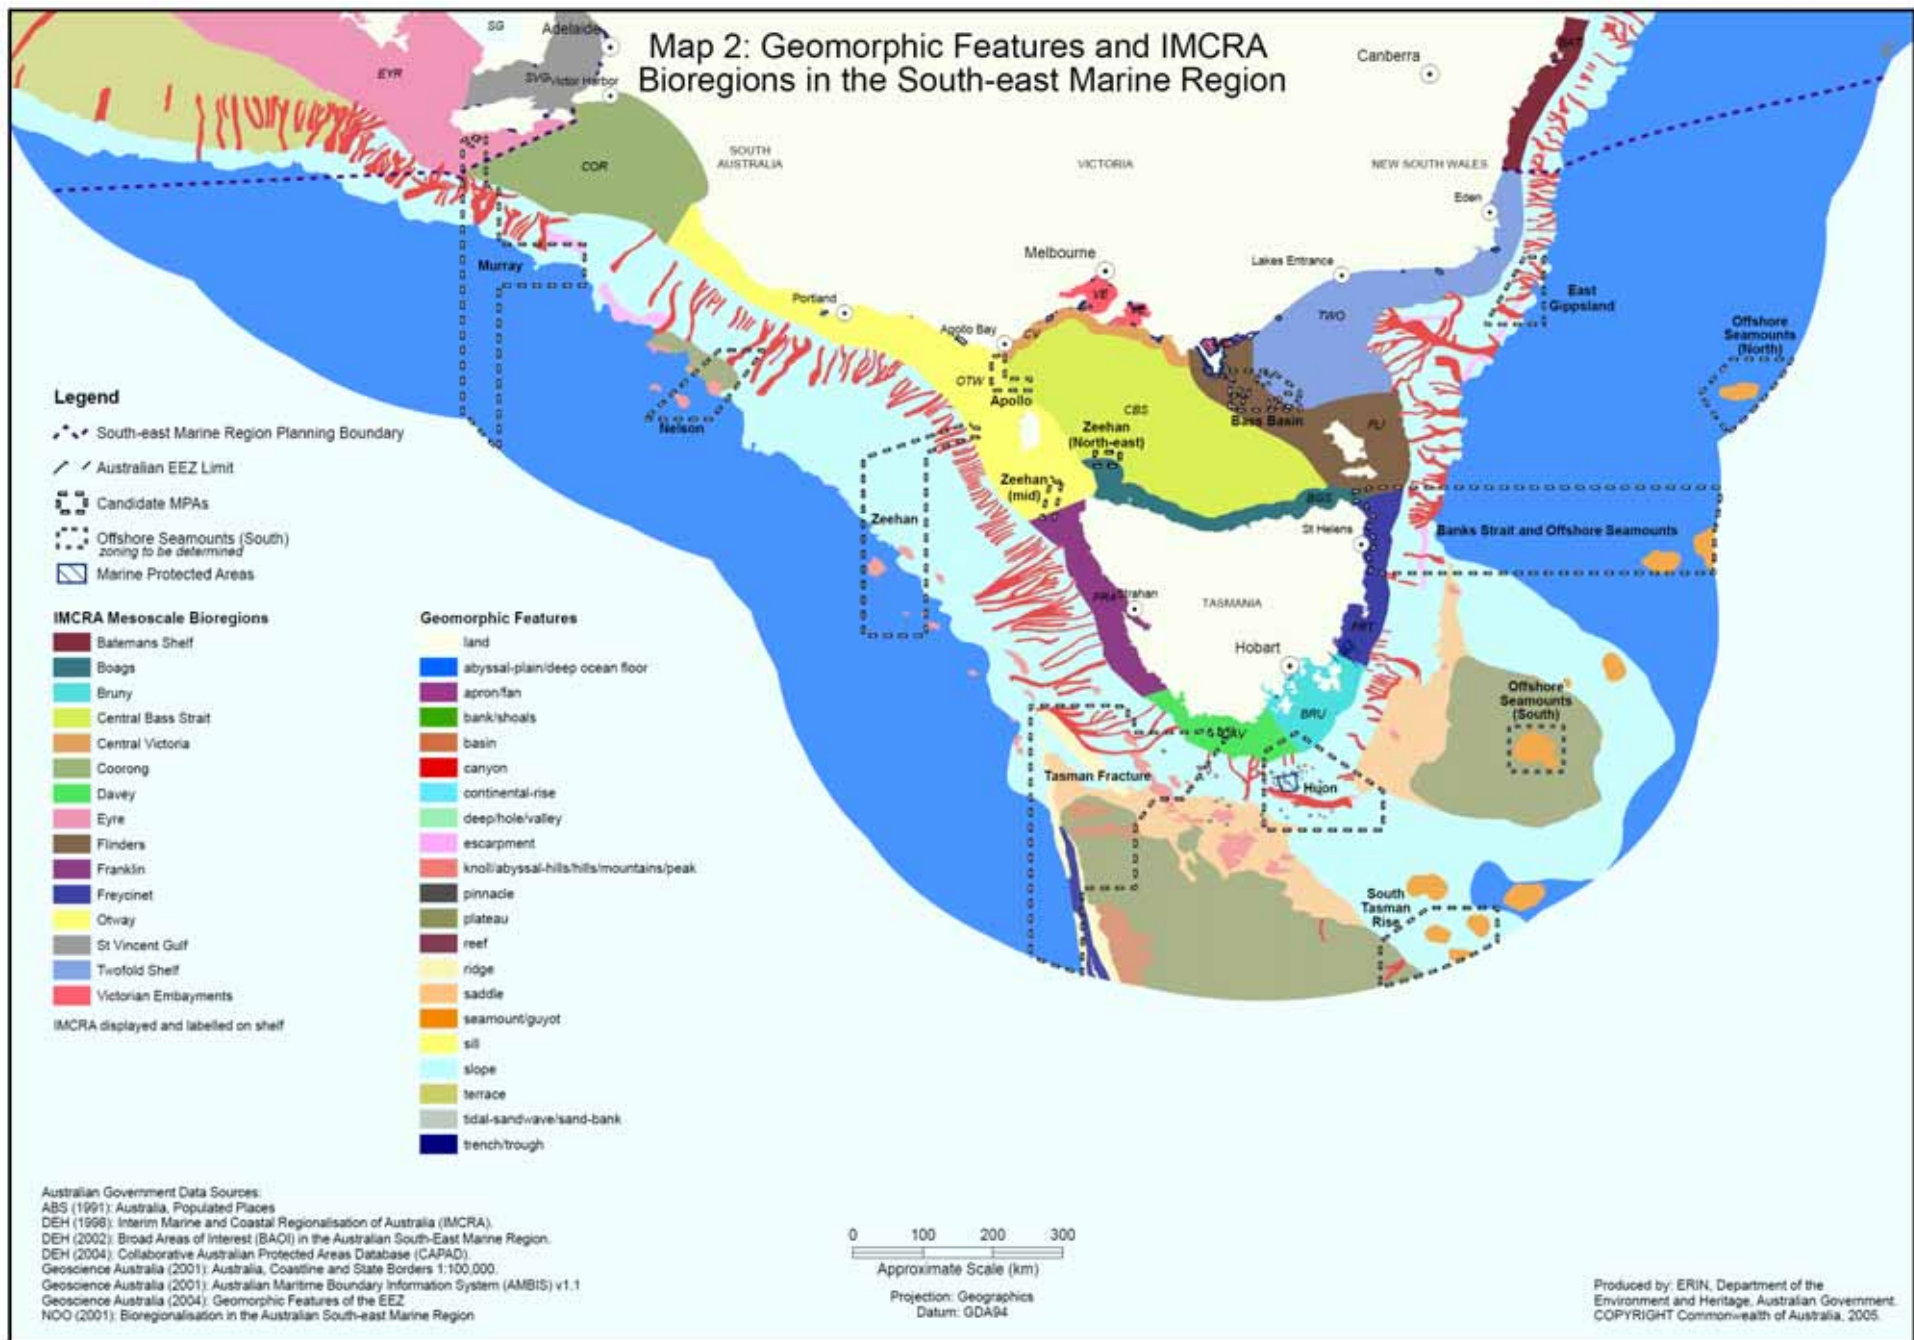 Map 2: Geomorphic Features and IMCRA
Bioregions in the South-east Marine Region
SG
Adelaide
EYR
SVG
Victor Harbor
COR
SOUTH
AUSTRALIA
VICTORIA
NEW SOUTH WALES
Canberra
BAT
Eden
Melbourne
Lakes Entrance
VE
TWO
East
Gippsland
Offshore
Seamounts
(North)
Murray
Portland
Apollo Bay
CV
OTW
Apollo
CBS
Bass Basin
FLI
Nelson
Zeehan
(North-east)
Zeehan
(mid)
Zeehan
BGS
St Helens
Banks Strait and Offshore Seamounts
FRA
Strahan
TASMANIA
FRT
Hobart
BRU
DAV
Offshore
Seamounts
(South)
Tasman Fracture
Huon
South
Tasman
Rise
Legend
South-east Marine Region Planning Boundary
Australian EEZ Limit
Candidate MPAs
Offshore Seamounts (South)
zoning to be determined
Marine Protected Areas
IMCRA Mesoscale Bioregions
Batemans Shelf
Boags
Bruny
Central Bass Strait
Central Victoria
Coorong
Davey
Eyre
Flinders
Franklin
Freycinet
Otway
St Vincent Gulf
Twofold Shelf
Victorian Embayments
IMCRA displayed and labelled on shelf
Geomorphic Features
land
abyssal-plain/deep ocean floor
apron/fan
bank/shoals
basin
canyon
continental-rise
deep/hole/valley
escarpment
knoll/abyssal-hills/hills/mountains/peak
pinnacle
plateau
reef
ridge
saddle
seamount/guyot
sill
slope
terrace
tidal-sandwave/sand-bank
trench/trough
Australian Government Data Sources:
ABS (1991): Australia, Populated Places
DEH (1998): Interim Marine and Coastal Regionalisation of Australia (IMCRA).
DEH (2002): Broad Areas of Interest (BAOI) in the Australian South-East Marine Region.
DEH (2004): Collaborative Australian Protected Areas Database (CAPAD).
Geoscience Australia (2001): Australia, Coastline and State Borders 1:100,000.
Geoscience Australia (2001): Australian Maritime Boundary Information System (AMBIS) v1.1
Geoscience Australia (2004): Geomorphic Features of the EEZ
NOO (2001): Bioregionalisation in the Australian South-east Marine Region
0 100 200 300
Approximate Scale (km)
Projection: Geographics
Datum: GDA94
Produced by: ERIN, Department of the
Environment and Heritage, Australian Government.
COPYRIGHT Commonwealth of Australia, 2005.